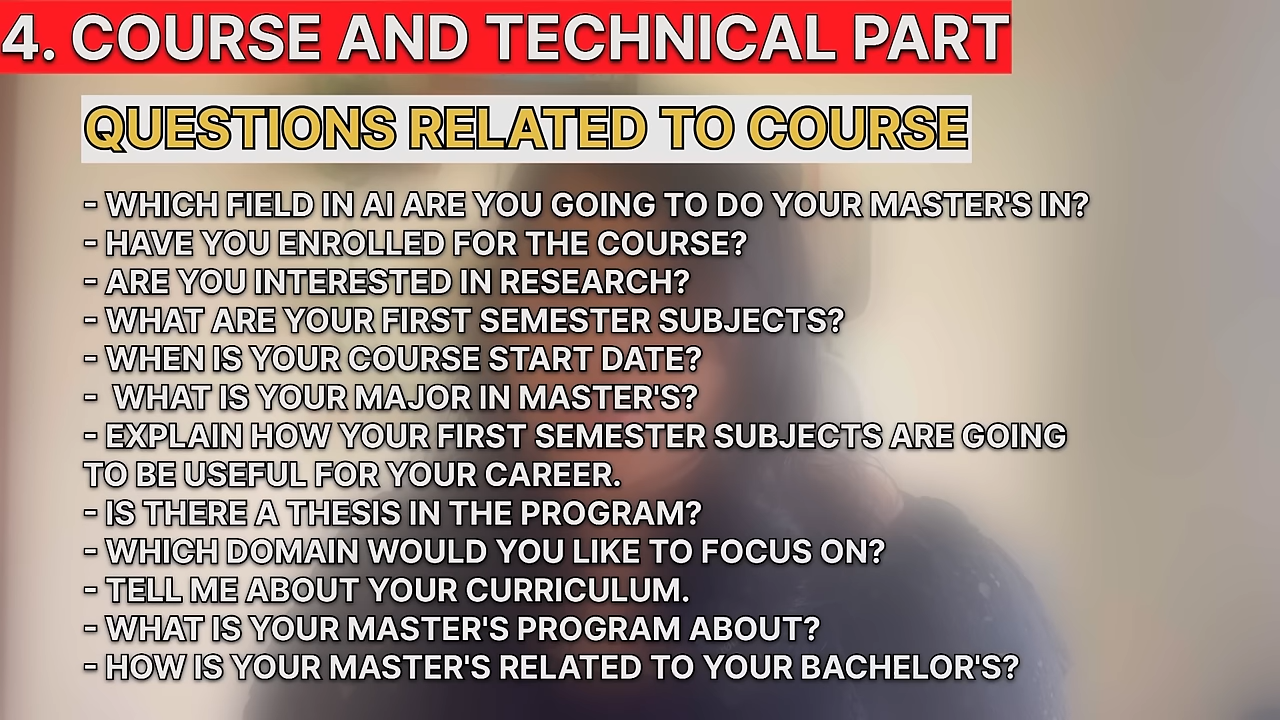 4. COURSE AND TECHNICAL PART
QUESTIONS RELATED TO COURSE
- WHICH FIELD IN AI ARE YOU GOING TO DO YOUR MASTER'S IN?
- HAVE YOU ENROLLED FOR THE COURSE?
- ARE YOU INTERESTED IN RESEARCH?
- WHAT ARE YOUR FIRST SEMESTER SUBJECTS?
- WHEN IS YOUR COURSE START DATE?
-  WHAT IS YOUR MAJOR IN MASTER'S?
- EXPLAIN HOW YOUR FIRST SEMESTER SUBJECTS ARE GOING
TO BE USEFUL FOR YOUR CAREER.
- IS THERE A THESIS IN THE PROGRAM?
- WHICH DOMAIN WOULD YOU LIKE TO FOCUS ON?
- TELL ME ABOUT YOUR CURRICULUM.
- WHAT IS YOUR MASTER'S PROGRAM ABOUT?
- HOW IS YOUR MASTER'S RELATED TO YOUR BACHELOR'S?